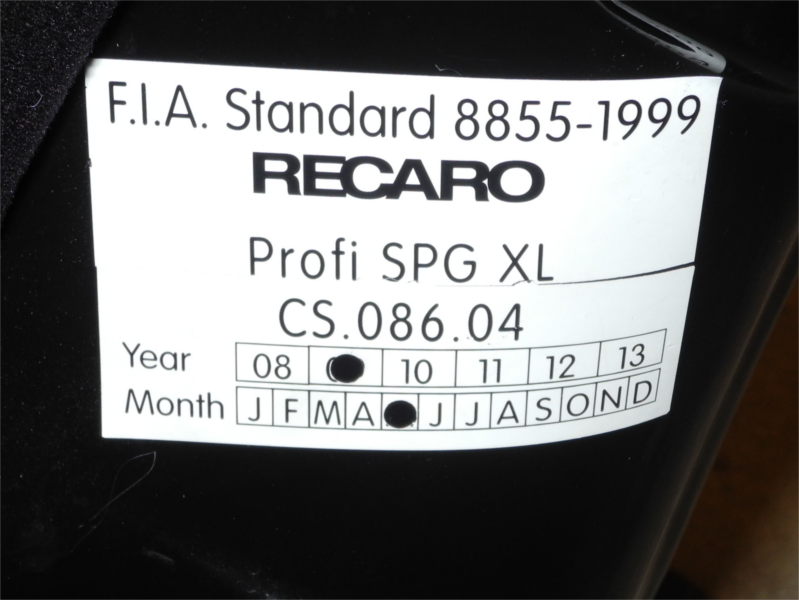 F.I.A. Standard 8855-1999
RECARO
Profi SPG XL
CS.086.04
Year 08 10 11 12 13
Month J F M A J J A S O N D